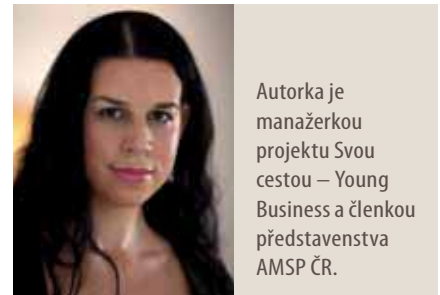 Autorka je
manažerkou
projektu Svou
cestou – Young
Business a členkou
představenstva
AMSP ČR.